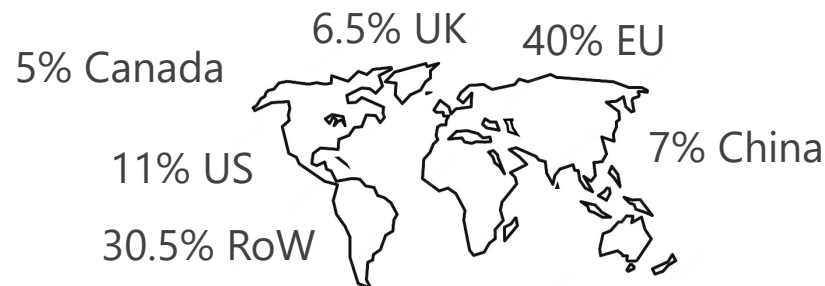 6.5% UK
40% EU
5% Canada
7% China
11% US
30.5% RoW